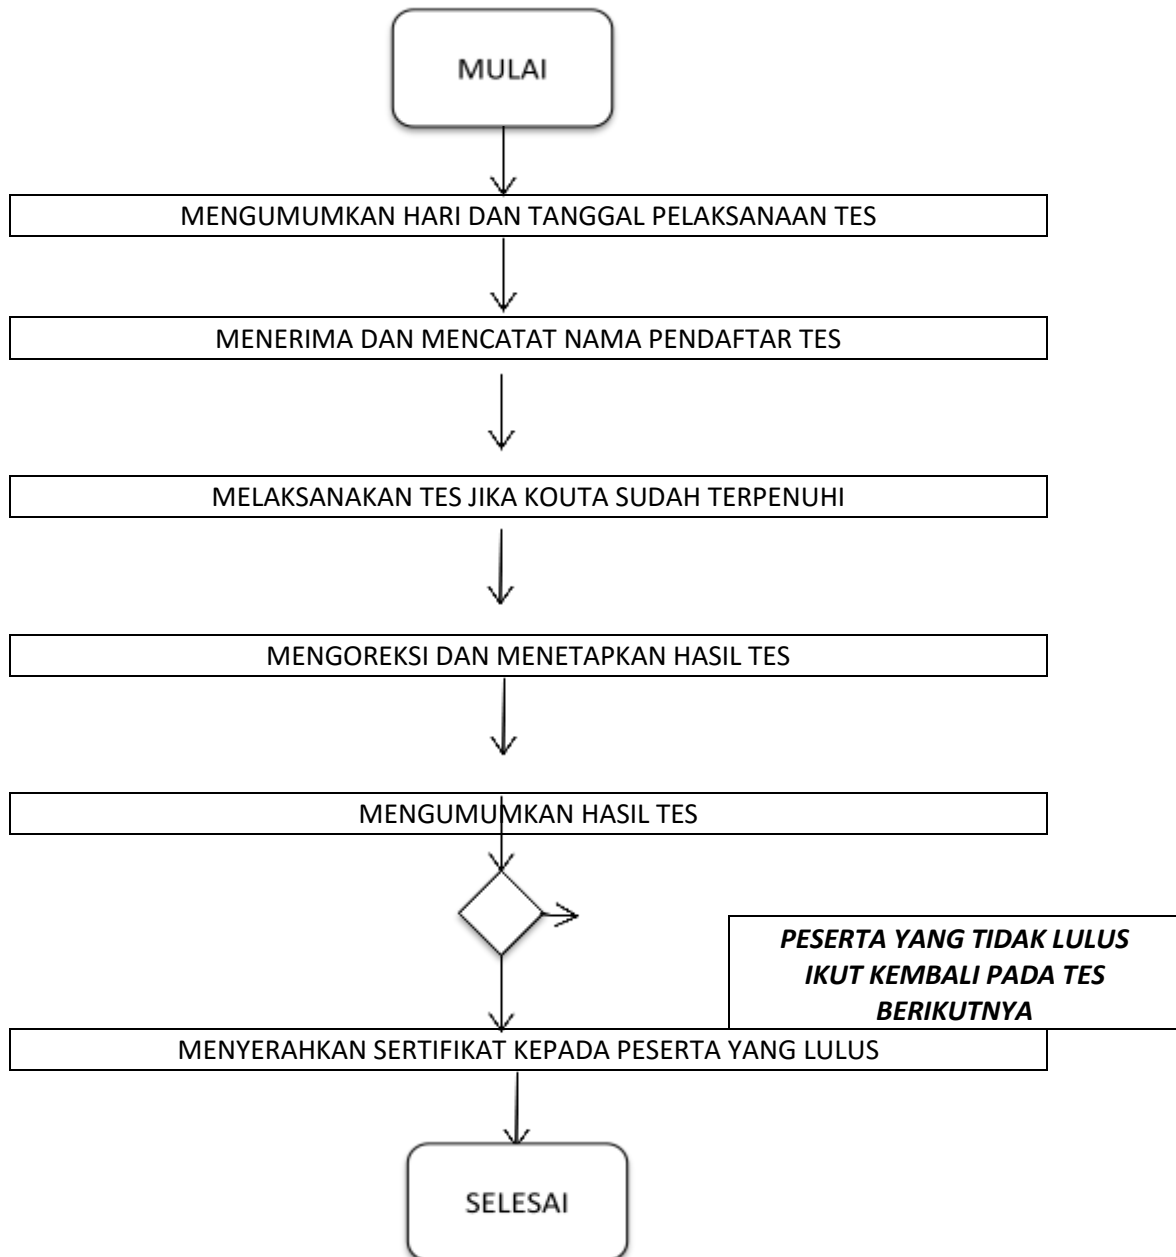 MULAI
MENGUMUMKAN HARI DAN TANGGAL PELAKSANAAN TES
MENERIMA DAN MENCATAT NAMA PENDAFTAR TES
MELAKSANAKAN TES JIKA KOUTA SUDAH TERPENUHI
MENGOREKSI DAN MENETAPKAN HASIL TES
MENGUMUMKAN HASIL TES
PESERTA YANG TIDAK LULUS
IKUT KEMBALI PADA TES
BERIKUTNYA
MENYERAHKAN SERTIFIKAT KEPADA PESERTA YANG LULUS
SELESAI